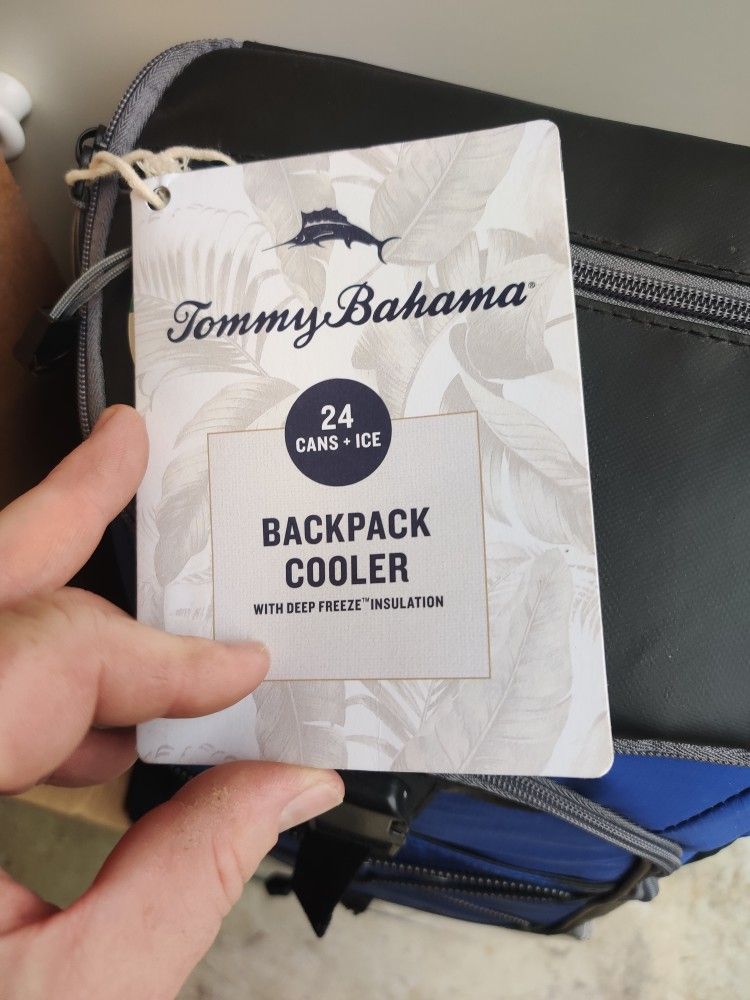 Tommy Bahama®
24
CANS + ICE
BACKPACK
COOLER
WITH DEEP FREEZE™ INSULATION